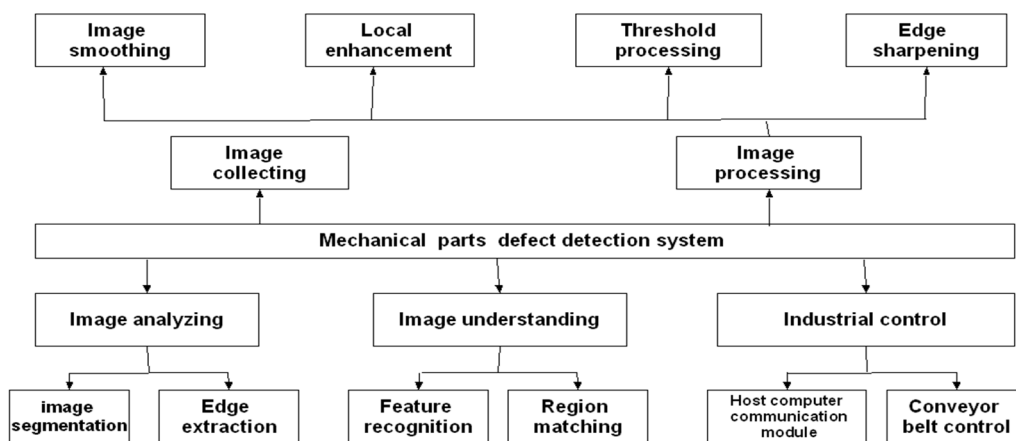 Image
smoothing
Local
enhancement
Threshold
processing
Edge
sharpening
Image
collecting
Image
processing
Mechanical parts defect detection system
Image analyzing
Image understanding
Industrial control
image
segmentation
Edge
extraction
Feature
recognition
Region
matching
Host computer
communication
module
Conveyor
belt control